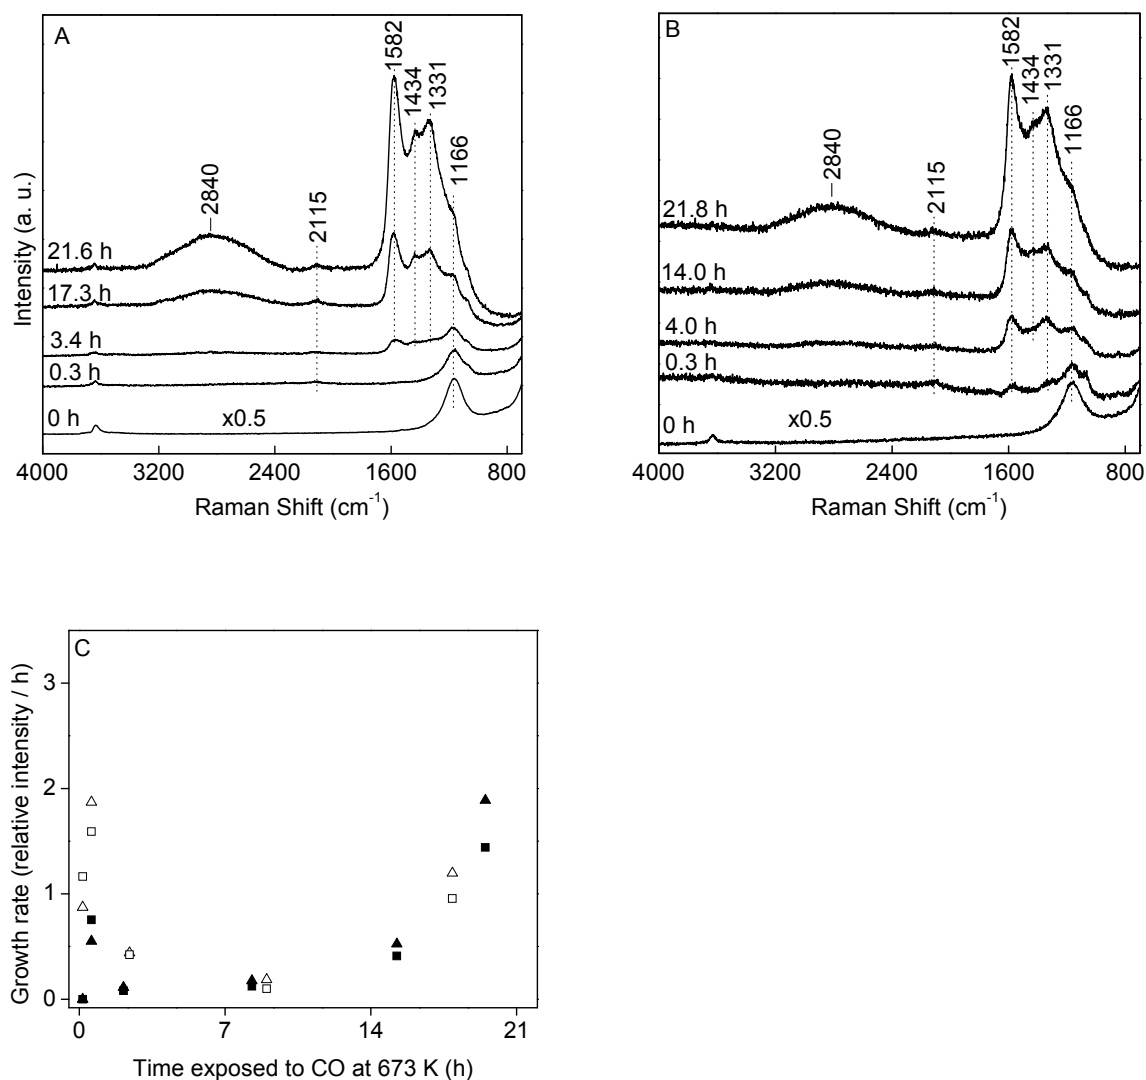 A
Intensity (a. u.)
1582
1434
1331
1166
2840
2115
21.6 h
17.3 h
3.4 h
0.3 h
0 h
x0.5
4000 3200 2400 1600 800
Raman Shift (cm⁻¹)
B
1582
1434
1331
1166
2840
2115
21.8 h
14.0 h
4.0 h
0.3 h
0 h
x0.5
4000 3200 2400 1600 800
Raman Shift (cm⁻¹)
C
Growth rate (relative intensity / h)
3
2
1
0
0 7 14 21
Time exposed to CO at 673 K (h)